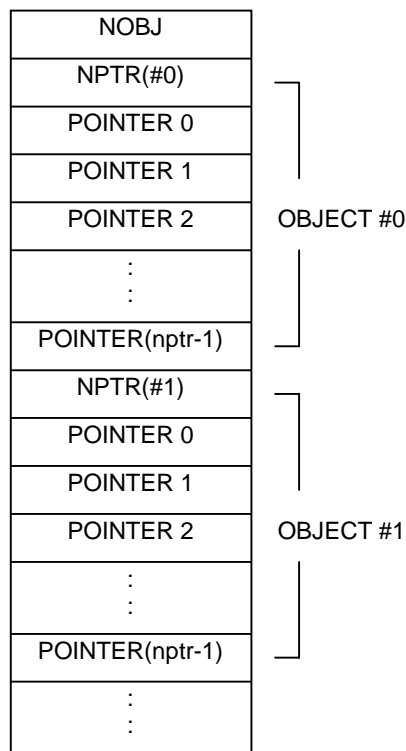 NOBJ
NPTR(#0)
POINTER 0
POINTER 1
POINTER 2
OBJECT #0
:
:
POINTER(nptr-1)
NPTR(#1)
POINTER 0
POINTER 1
POINTER 2
OBJECT #1
:
:
POINTER(nptr-1)
:
: